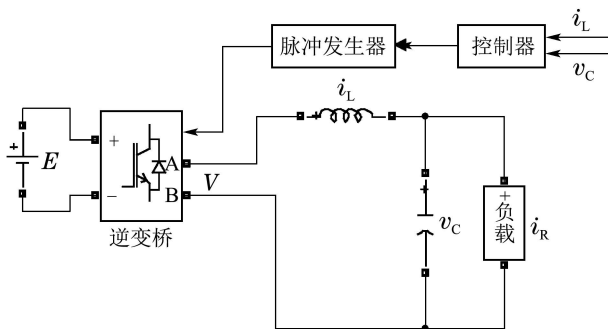 脉冲发生器
控制器
i_L
v_C
i_L
+
E
+
−
A
B
V
逆变桥
+
+
v_C
+
负载
i_R